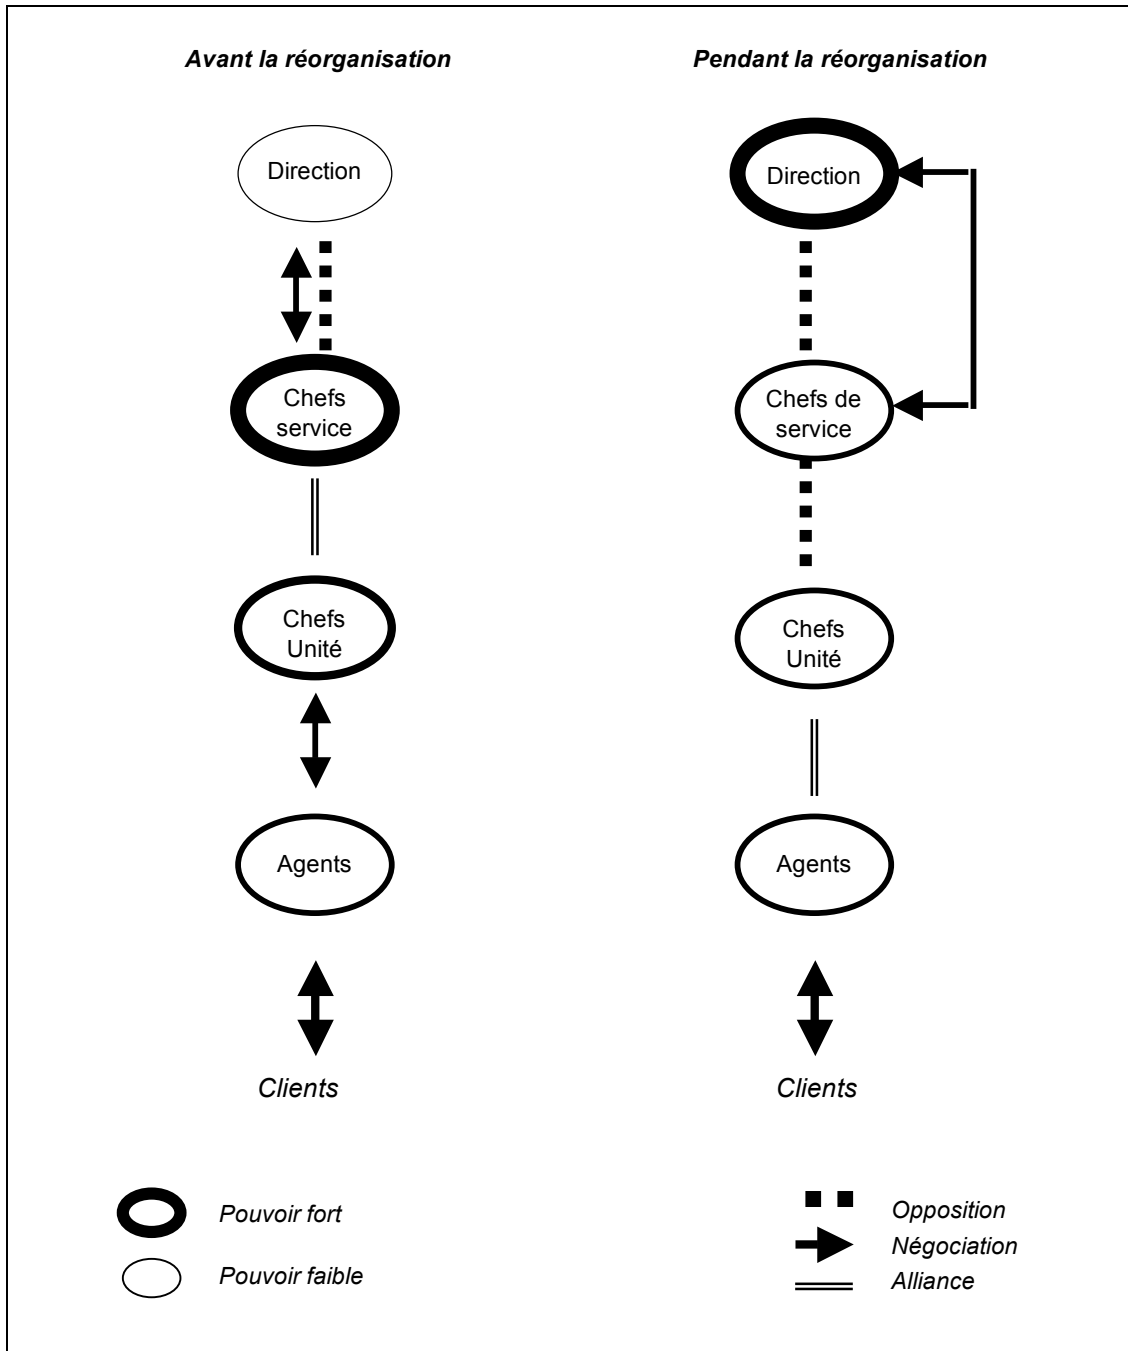 Avant la réorganisation
Pendant la réorganisation
Direction
Direction
Chefs
service
Chefs de
service
Chefs
Unité
Chefs
Unité
Agents
Agents
Clients
Clients
Pouvoir fort
Pouvoir faible
Opposition
Négociation
Alliance